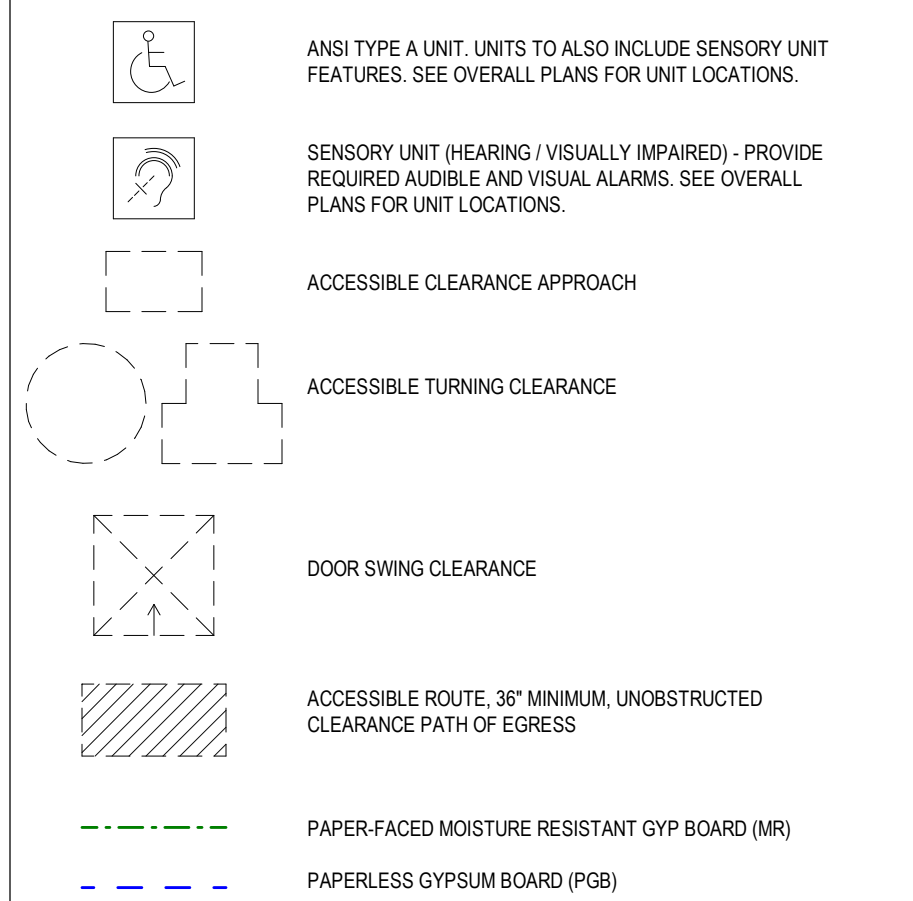 ANSI TYPE A UNIT. UNITS TO ALSO INCLUDE SENSORY UNIT
FEATURES. SEE OVERALL PLANS FOR UNIT LOCATIONS.
SENSORY UNIT (HEARING / VISUALLY IMPAIRED) - PROVIDE
REQUIRED AUDIBLE AND VISUAL ALARMS. SEE OVERALL
PLANS FOR UNIT LOCATIONS.
ACCESSIBLE CLEARANCE APPROACH
ACCESSIBLE TURNING CLEARANCE
DOOR SWING CLEARANCE
ACCESSIBLE ROUTE, 36" MINIMUM, UNOBSTRUCTED
CLEARANCE PATH OF EGRESS
PAPER-FACED MOISTURE RESISTANT GYP BOARD (MR)
PAPERLESS GYPSUM BOARD (PGB)